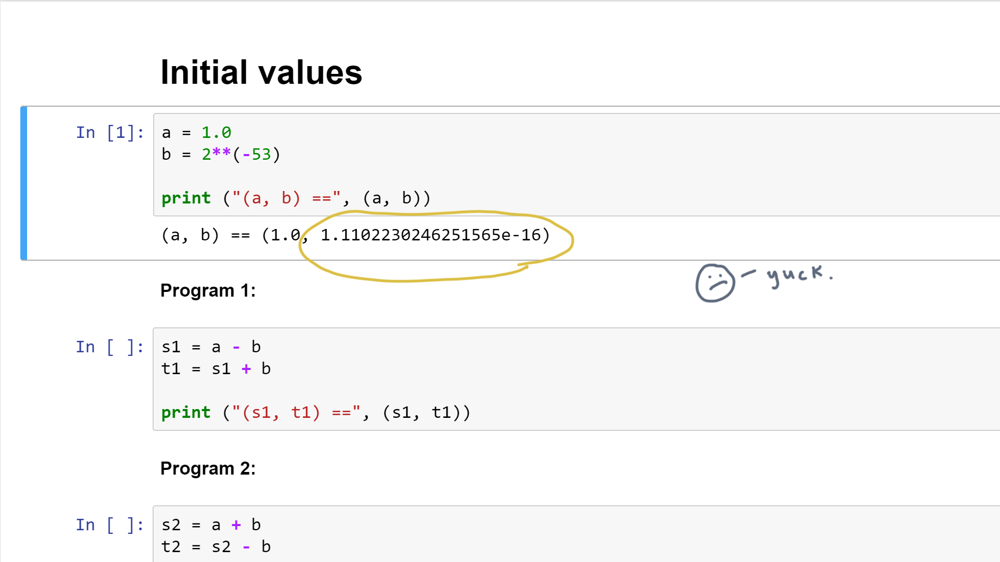 Initial values
In [1]: a = 1.0
b = 2**(-53)
print ("(a, b) ==", (a, b))
(a, b) == (1.0, 1.1102230246251565e-16)
- yuck.
Program 1:
In [ ]: s1 = a - b
t1 = s1 + b
print ("(s1, t1) ==", (s1, t1))
Program 2:
In [ ]: s2 = a + b
t2 = s2 - b